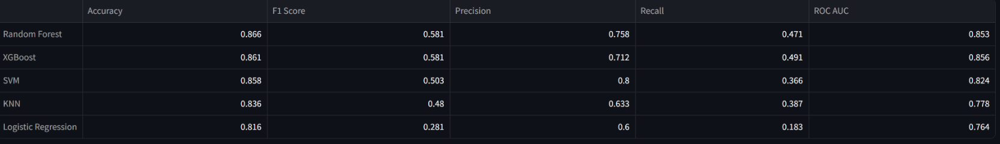 Accuracy F1 Score Precision Recall ROC AUC
Random Forest 0.866 0.581 0.758 0.471 0.853
XGBoost 0.861 0.581 0.712 0.491 0.856
SVM 0.858 0.503 0.8 0.366 0.824
KNN 0.836 0.48 0.633 0.387 0.778
Logistic Regression 0.816 0.281 0.6 0.183 0.764